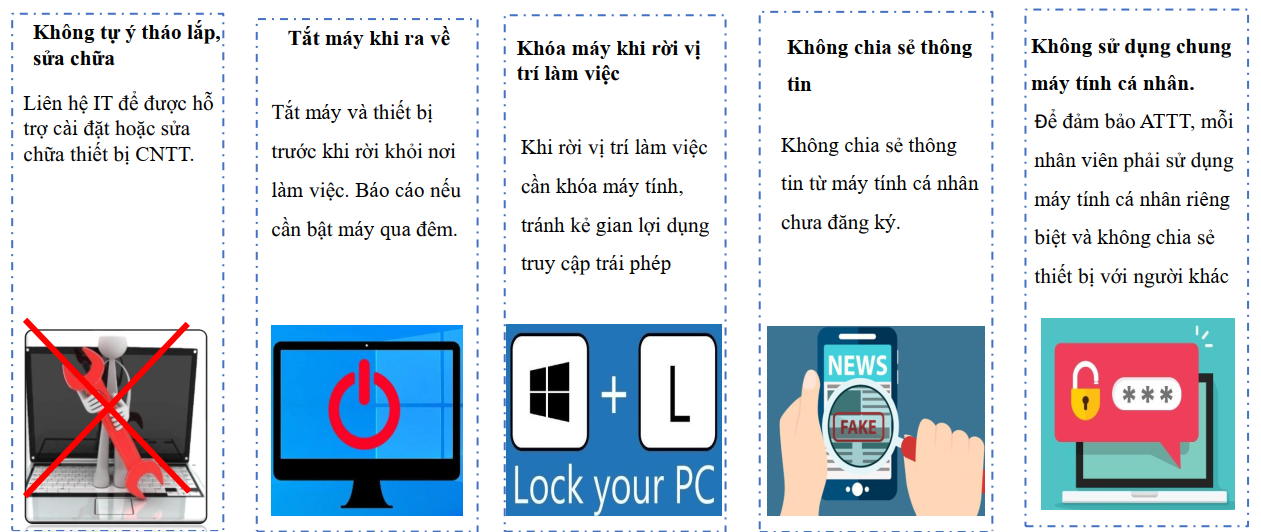 Không tự ý tháo lắp,
sửa chữa
Liên hệ IT để được hỗ
trợ cài đặt hoặc sửa
chữa thiết bị CNTT.
Tắt máy khi ra về
Tắt máy và thiết bị
trước khi rời khỏi nơi
làm việc. Báo cáo nếu
cần bật máy qua đêm.
Khóa máy khi rời vị
trí làm việc
Khi rời vị trí làm việc
cần khóa máy tính,
tránh kẻ gian lợi dụng
truy cập trái phép
+ L
Lock your PC
Không chia sẻ thông
tin
Không chia sẻ thông
tin từ máy tính cá nhân
chưa đăng ký.
NEWS
FAKE
Không sử dụng chung
máy tính cá nhân.
Để đảm bảo ATTT, mỗi
nhân viên phải sử dụng
máy tính cá nhân riêng
biệt và không chia sẻ
thiết bị với người khác
***